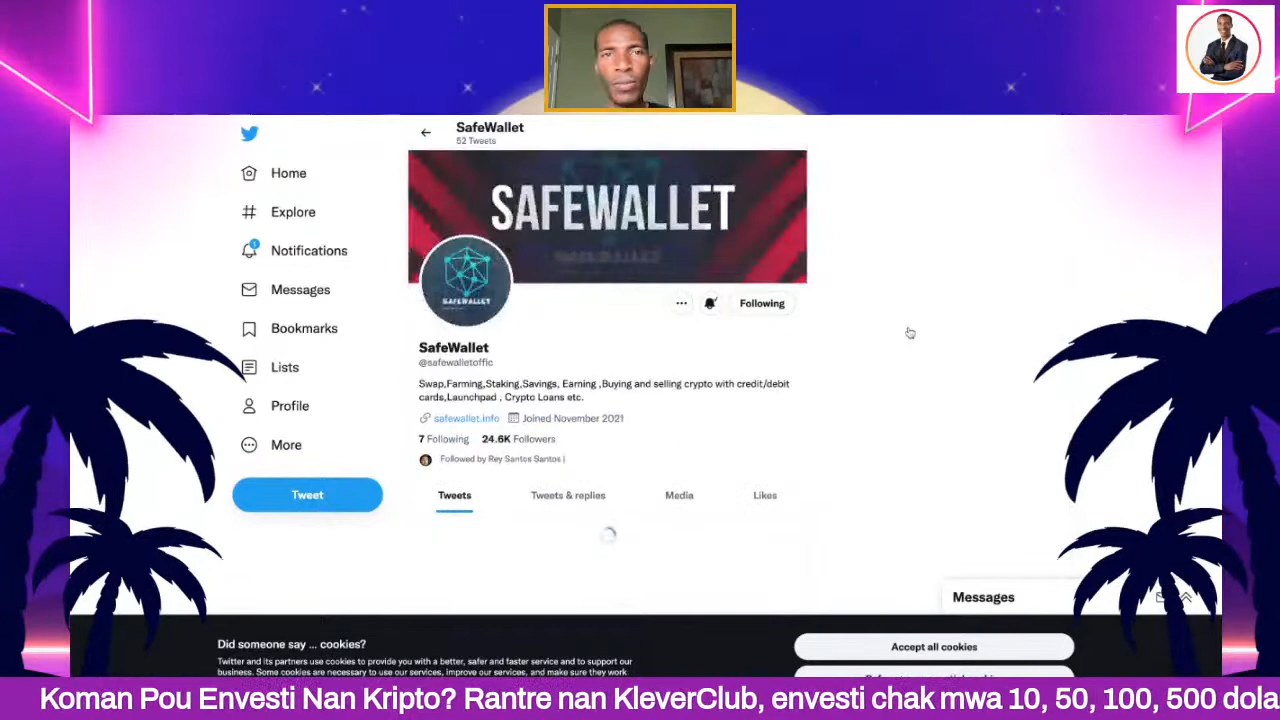 SafeWallet
52 Tweets
SAFEWALLET
SAFEWALLET
Home
Explore
1
Notifications
Messages
Bookmarks
Lists
Profile
More
Tweet
Following
SafeWallet
@safewalletoffic
Swap,Farming,Staking,Savings, Earning ,Buying and selling crypto with credit/debit
cards,Launchpad , Crypto Loans etc.
safewallet.info Joined November 2021
7 Following 24.6K Followers
Followed by Rey Santos Santos |
Tweets Tweets & replies Media Likes
Messages
Did someone say ... cookies?
Twitter and its partners use cookies to provide you with a better, safer and faster service and to support our
business. Some cookies are necessary to use our services, improve our services, and make sure they work
Accept all cookies
Koman Pou Envesti Nan Kripto? Rantre nan KleverClub, envesti chak mwa 10, 50, 100, 500 dola